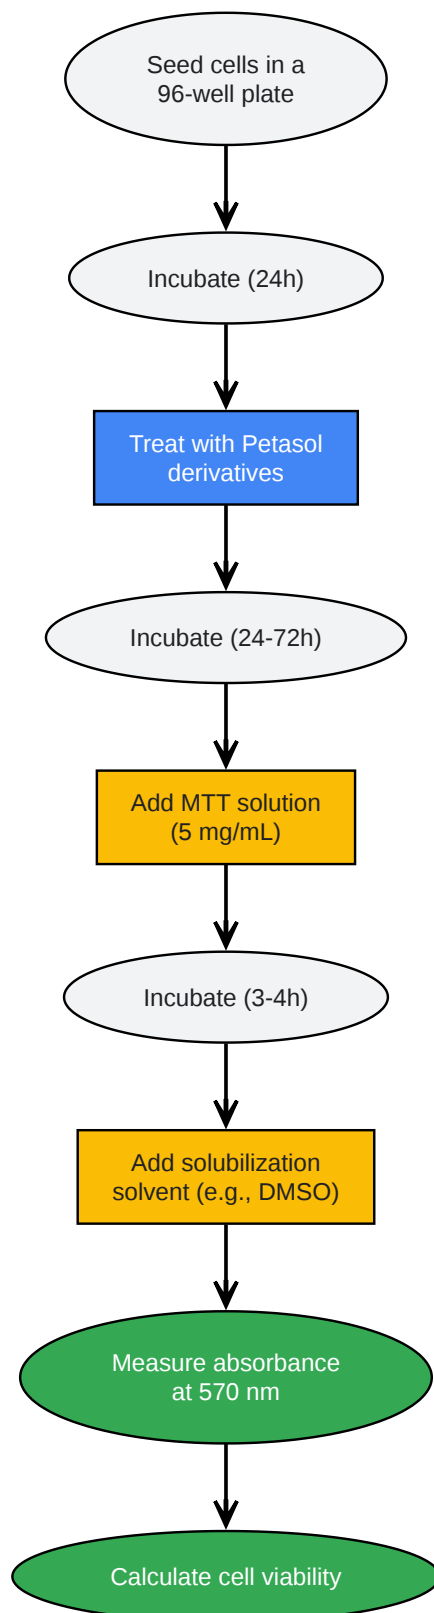 Seed cells in a
96-well plate
Incubate (24h)
Treat with Petasol
derivatives
Incubate (24-72h)
Add MTT solution
(5 mg/mL)
Incubate (3-4h)
Add solubilization
solvent (e.g., DMSO)
Measure absorbance
at 570 nm
Calculate cell viability